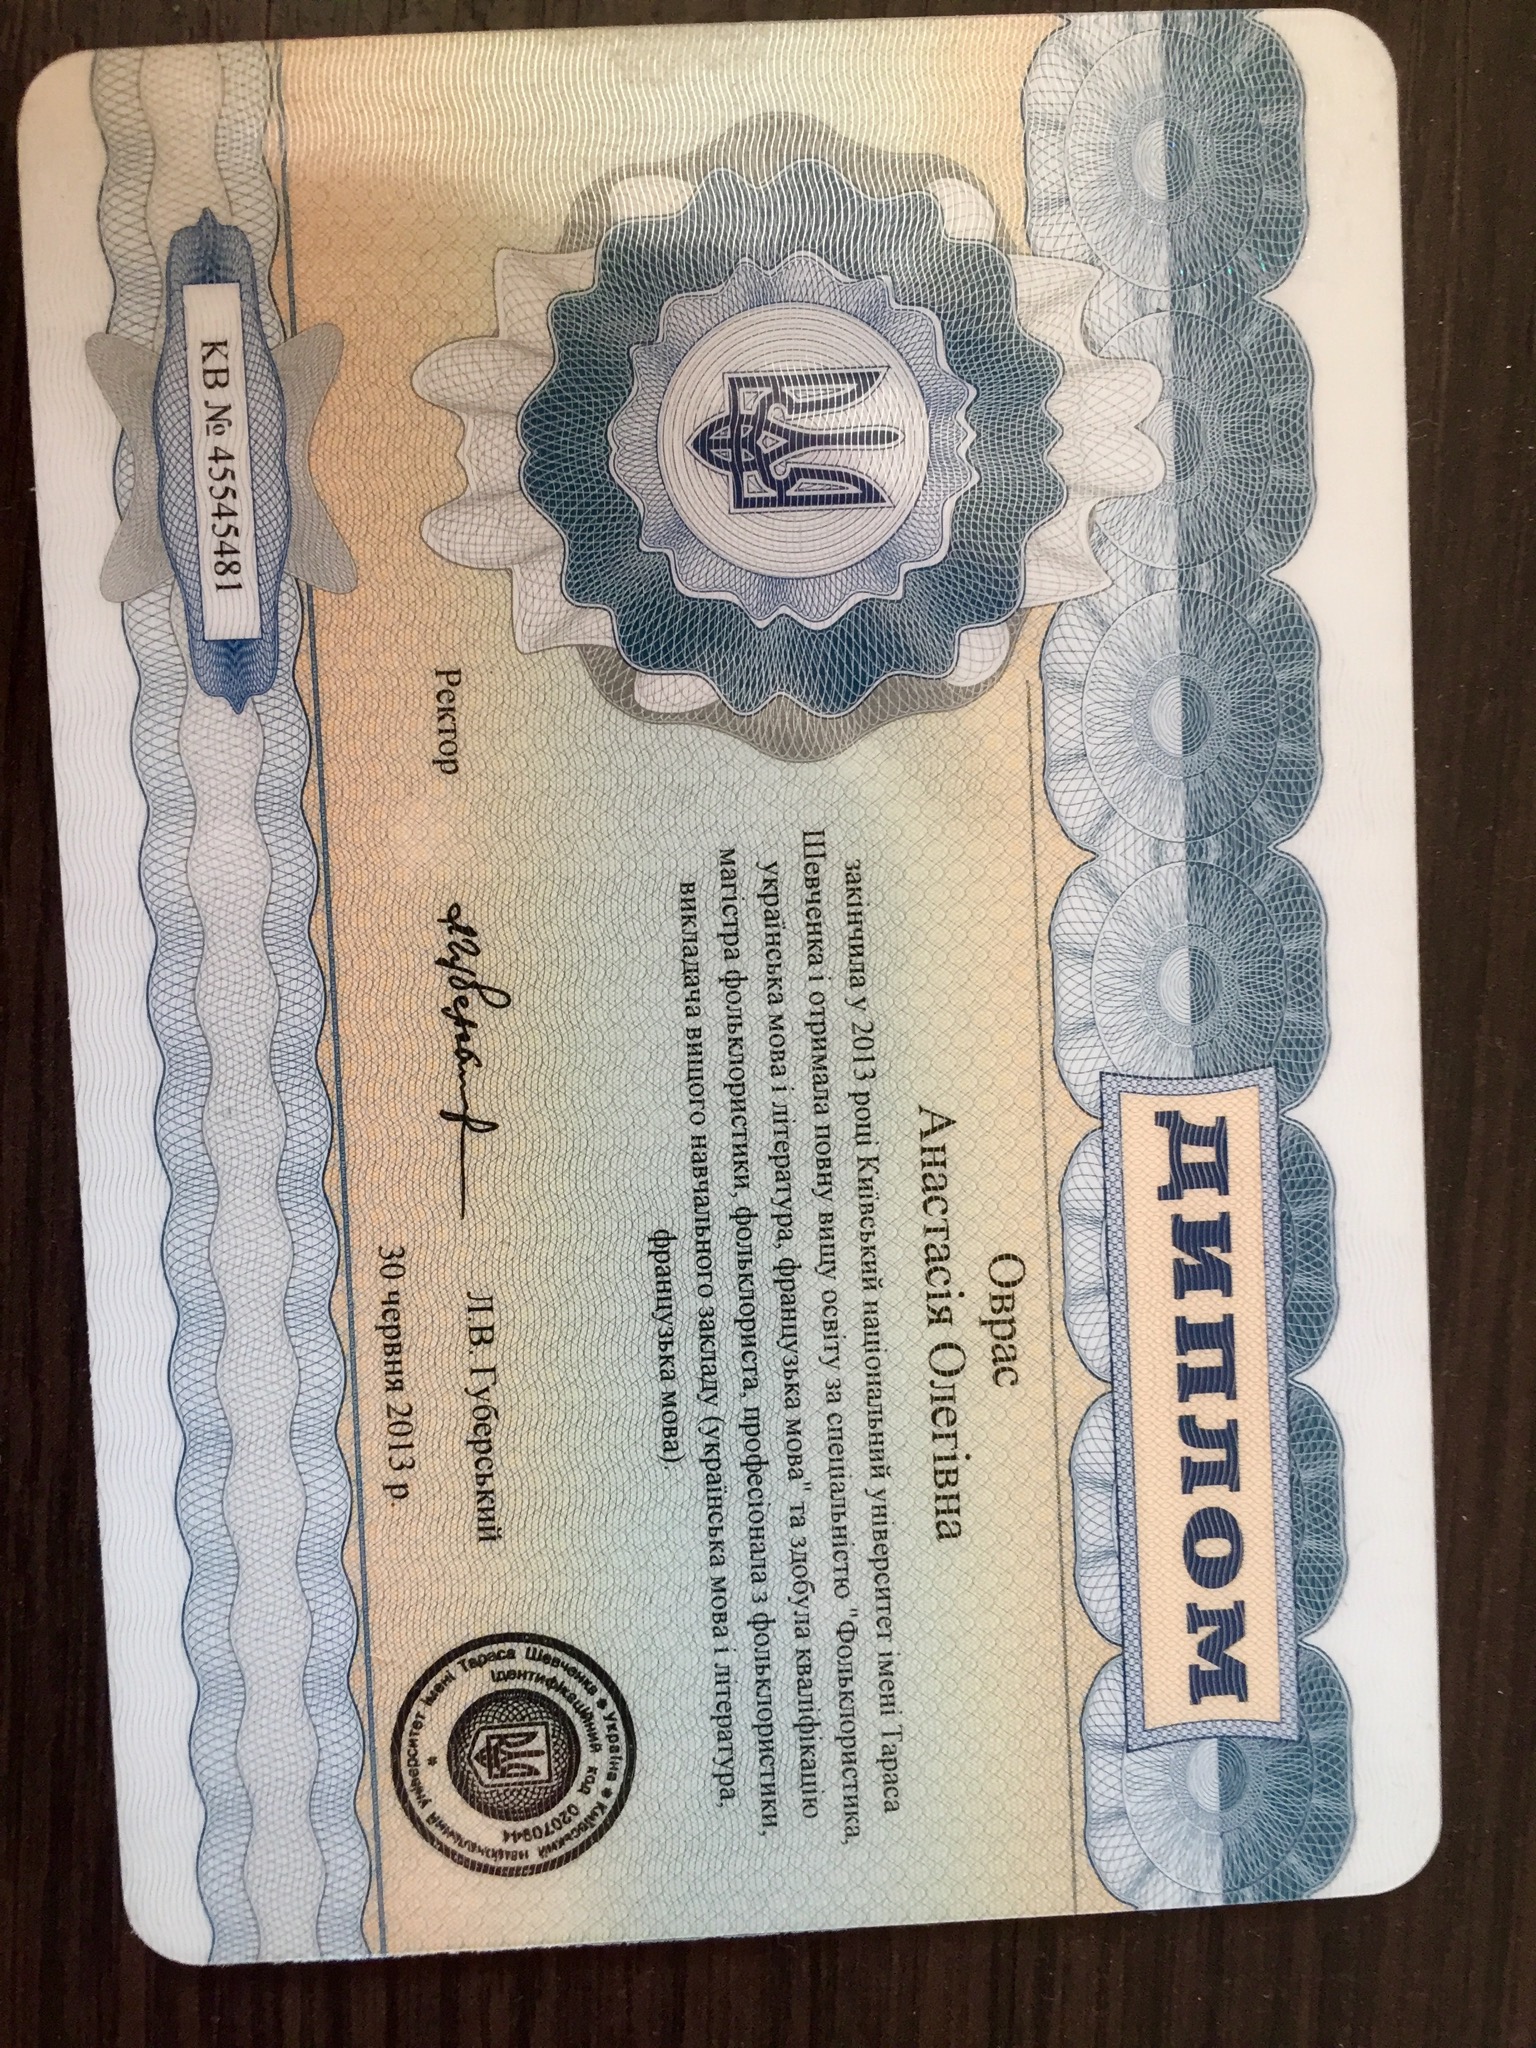 ДИПЛОМ
Оврас
Анастасія Олегівна
закінчила у 2013 році Київський національний університет імені Тараса
Шевченка і отримала повну вищу освіту за спеціальністю "Фольклористика,
українська мова і література, французька мова" та здобула кваліфікацію
магістра фольклористики, фольклориста, професіонала з фольклористики,
викладача вищого навчального закладу (українська мова і література,
французька мова).
Ректор
Л.В. Губерський
30 червня 2013 р.
КВ № 45545481
Україна * Київський національний університет імені Тараса Шевченка *
Ідентифікаційний код 02070944